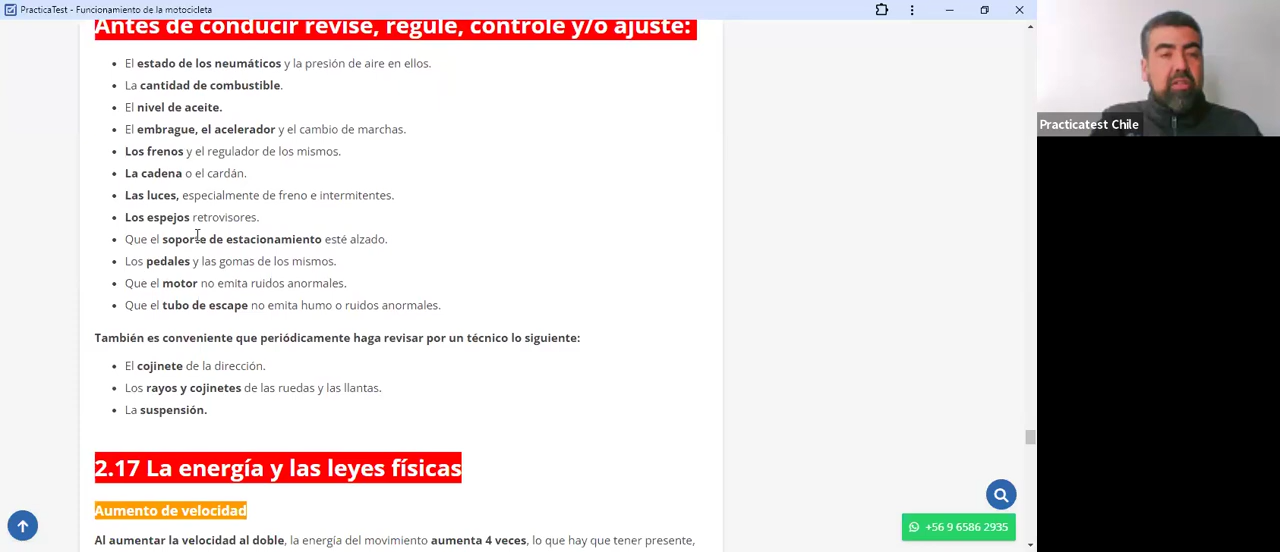 PracticaTest - Funcionamiento de la motocicleta
Antes de conducir revise, regule, controle y/o ajuste:
El estado de los neumáticos y la presión de aire en ellos.
La cantidad de combustible.
El nivel de aceite.
El embrague, el acelerador y el cambio de marchas.
Los frenos y el regulador de los mismos.
La cadena o el cardán.
Las luces, especialmente de freno e intermitentes.
Los espejos retrovisores.
Que el soporte de estacionamiento esté alzado.
Los pedales y las gomas de los mismos.
Que el motor no emita ruidos anormales.
Que el tubo de escape no emita humo o ruidos anormales.
También es conveniente que periódicamente haga revisar por un técnico lo siguiente:
El cojinete de la dirección.
Los rayos y cojinetes de las ruedas y las llantas.
La suspensión.
2.17 La energía y las leyes físicas
Aumento de velocidad
Al aumentar la velocidad al doble, la energía del movimiento aumenta 4 veces, lo que hay que tener presente,
+56 9 6586 2935
Practicatest Chile